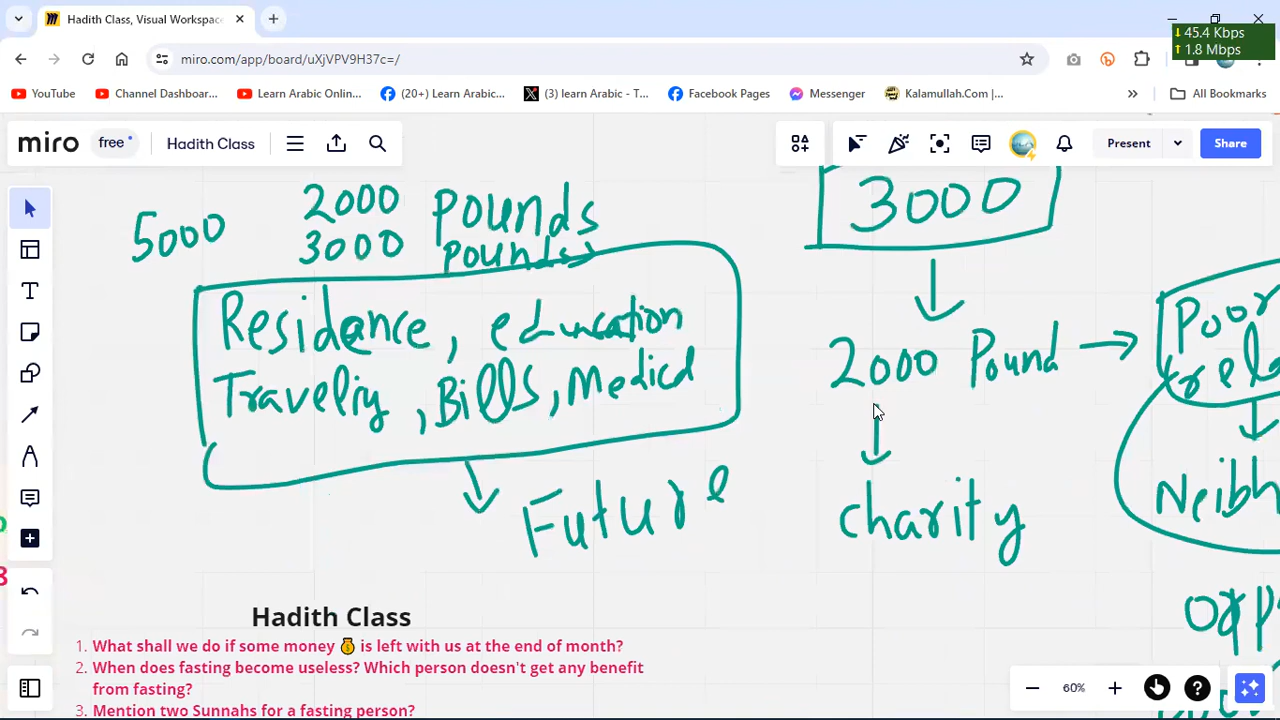 Hadith Class, Visual Workspace
↓ 45.4 Kbps
↑ 1.8 Mbps
miro.com/app/board/uXjVPV9H37c=/
YouTube Channel Dashboar... Learn Arabic Onlin... (20+) Learn Arabic... (3) learn Arabic - T... Facebook Pages Messenger Kalamullah.Com |... » All Bookmarks
miro free Hadith Class Present Share
5000 2000 pounds
3000 pounds
3000
Residence, education
Traveling, Bills, Medical
2000 Pound → Poor
Future
charity
Hadith Class
1. What shall we do if some money 💰 is left with us at the end of month?
2. When does fasting become useless? Which person doesn't get any benefit
from fasting?
3. Mention two Sunnahs for a fasting person?
60%